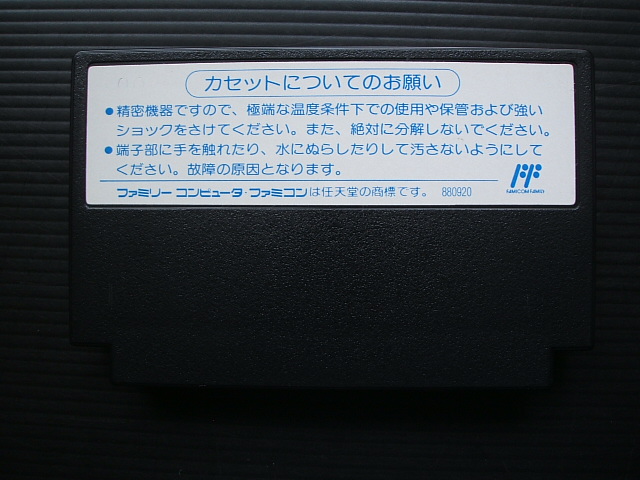 カセットについてのお願い
●精密機器ですので、極端な温度条件下での使用や保管および強い
ショックをさけてください。また、絶対に分解しないでください。
●端子部に手を触れたり、水にぬらしたりして汚さないようにして
ください。故障の原因となります。
ファミリー コンピュータ・ファミコンは任天堂の商標です。 880920
FAMICOM FAMILY